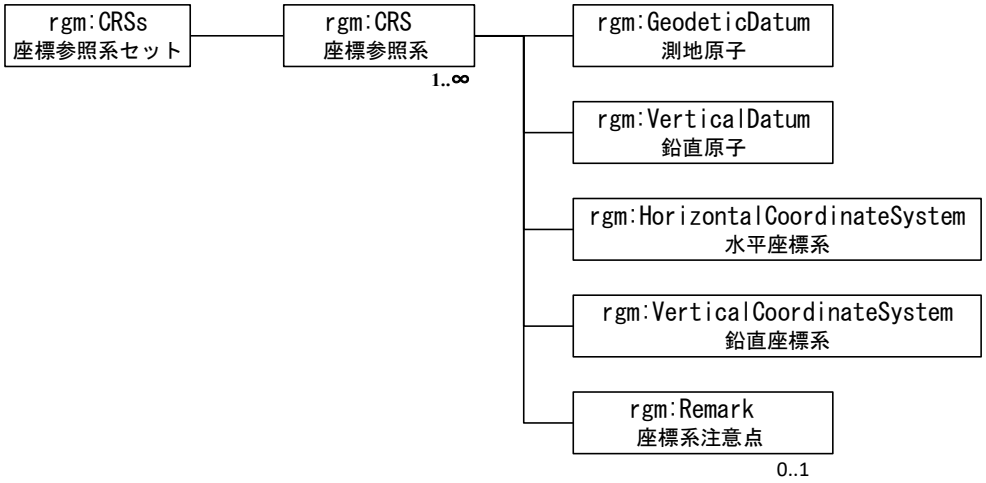 rgm:CRSs
座標参照系セット
rgm:CRS
座標参照系
1..∞
rgm:GeodeticDatum
測地原子
rgm:VerticalDatum
鉛直原子
rgm:HorizontalCoordinateSystem
水平座標系
rgm:VerticalCoordinateSystem
鉛直座標系
rgm:Remark
座標系注意点
0..1